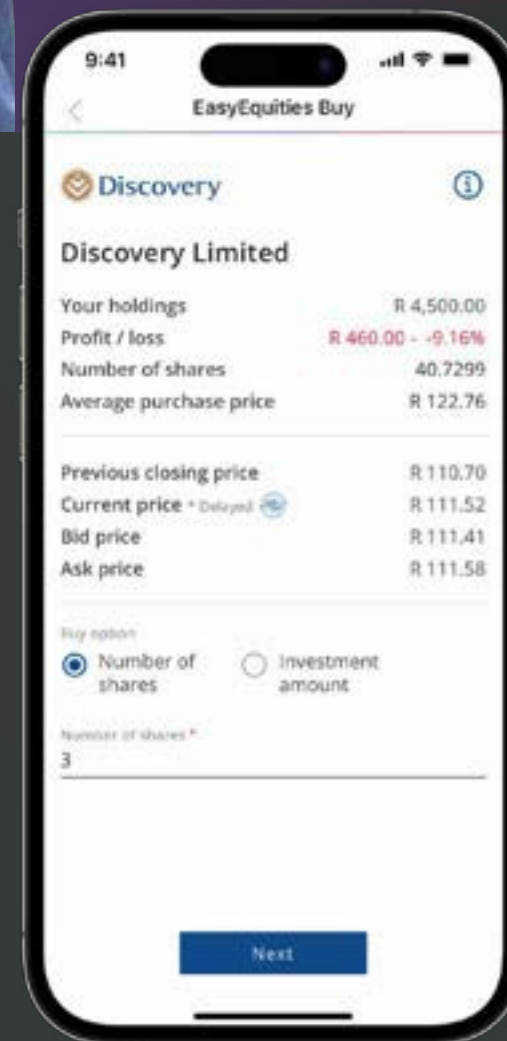 9:41
EasyEquities Buy
Discovery
Discovery Limited
Your holdings R 4,500.00
Profit / loss R 460.00 - -9.16%
Number of shares 40.7299
Average purchase price R 122.76
Previous closing price R 110.70
Current price * Delayed R 111.52
Bid price R 111.41
Ask price R 111.58
Buy option
Number of shares
Investment amount
Number of shares *
3
Next